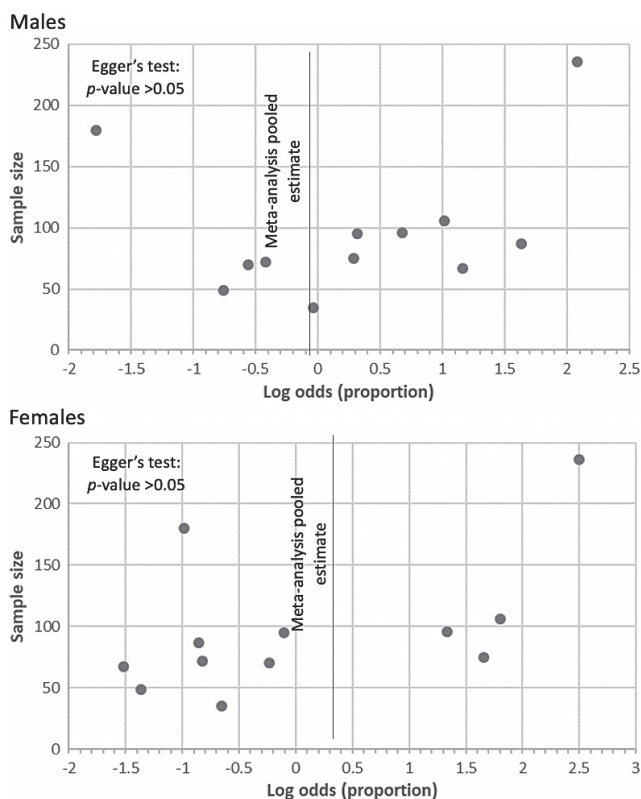 Males
250
200
150
100
50
0
Sample size
Egger's test:
p-value >0.05
Meta-analysis pooled
estimate
-2 -1.5 -1 -0.5 0 0.5 1 1.5 2 2.5
Log odds (proportion)
Females
250
200
150
100
50
0
Sample size
Egger's test:
p-value >0.05
Meta-analysis pooled
estimate
-2 -1.5 -1 -0.5 0 0.5 1 1.5 2 2.5 3
Log odds (proportion)